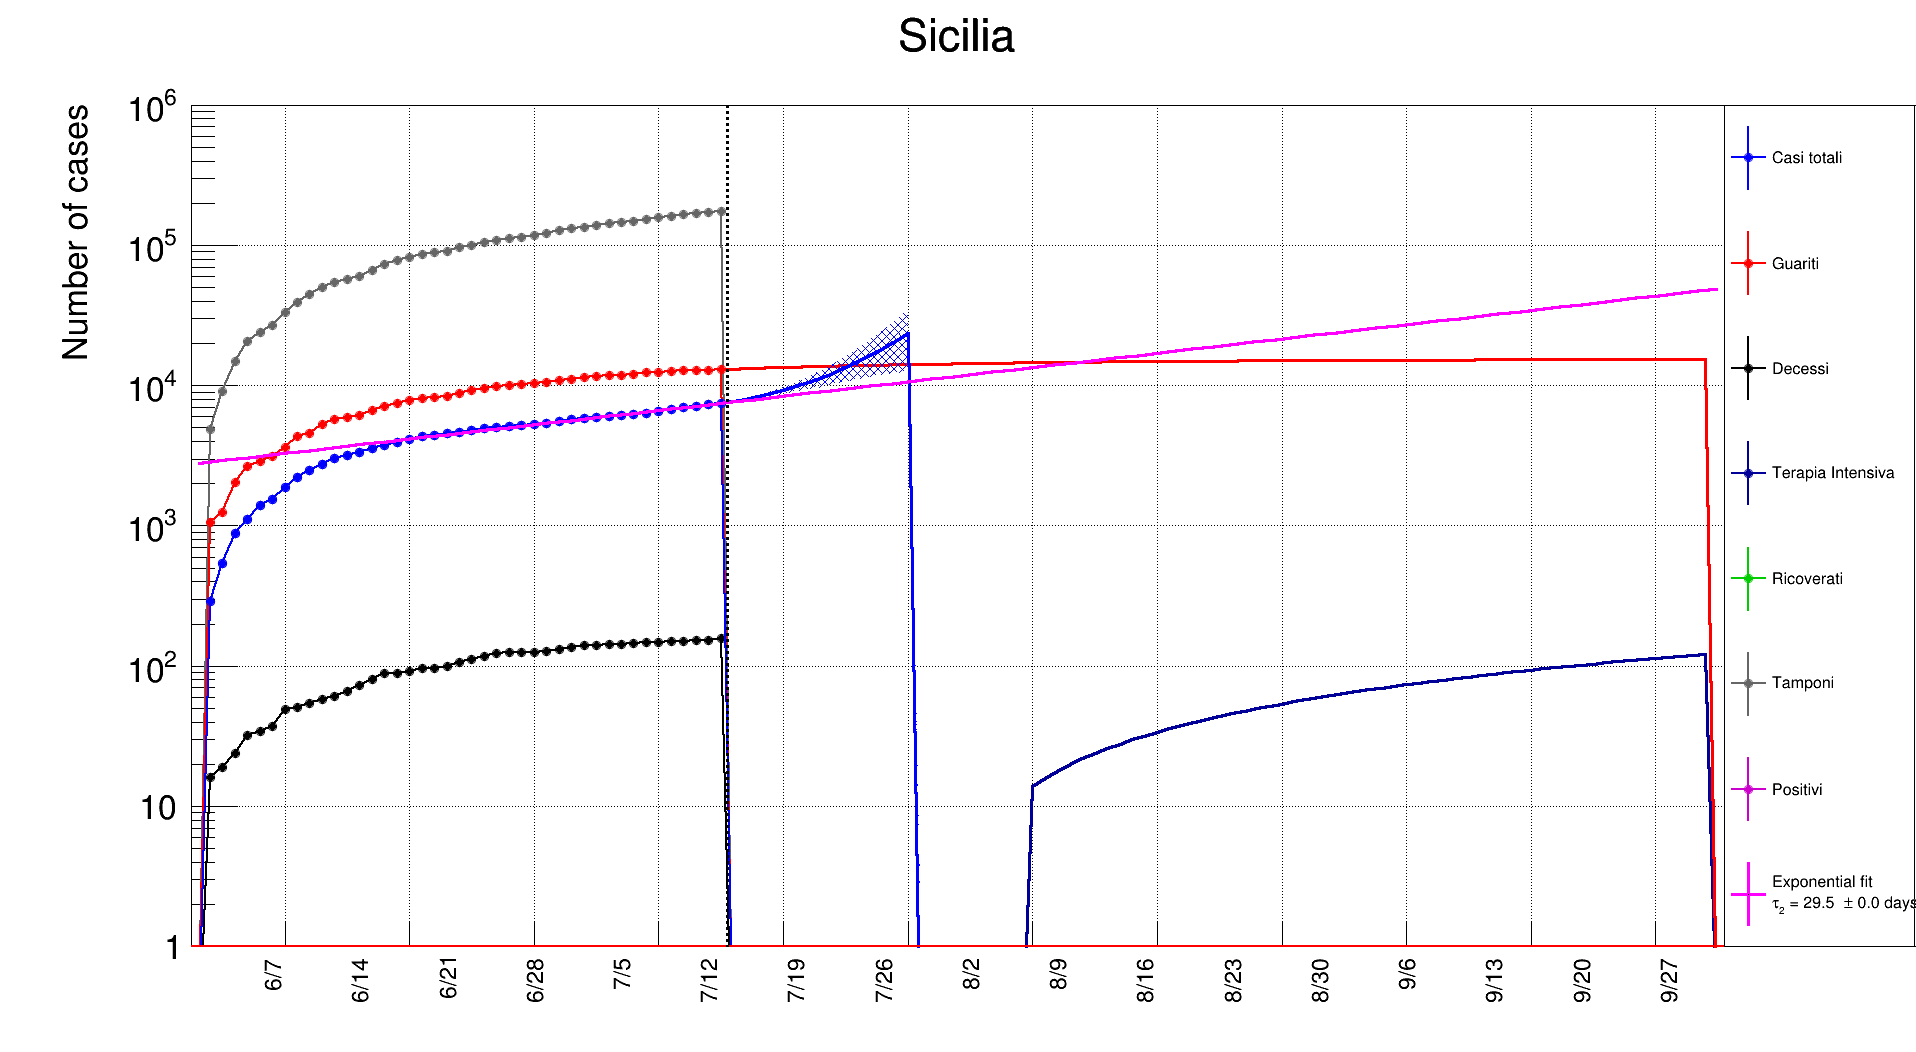 Sicilia
Number of cases
10^6
10^5
10^4
10^3
10^2
10
1
6/7
6/14
6/21
6/28
7/5
7/12
7/19
7/26
8/2
8/9
8/16
8/23
8/30
9/6
9/13
9/20
9/27
Casi totali
Guariti
Decessi
Terapia Intensiva
Ricoverati
Tamponi
Positivi
Exponential fit
τ₂ = 29.5 ± 0.0 days